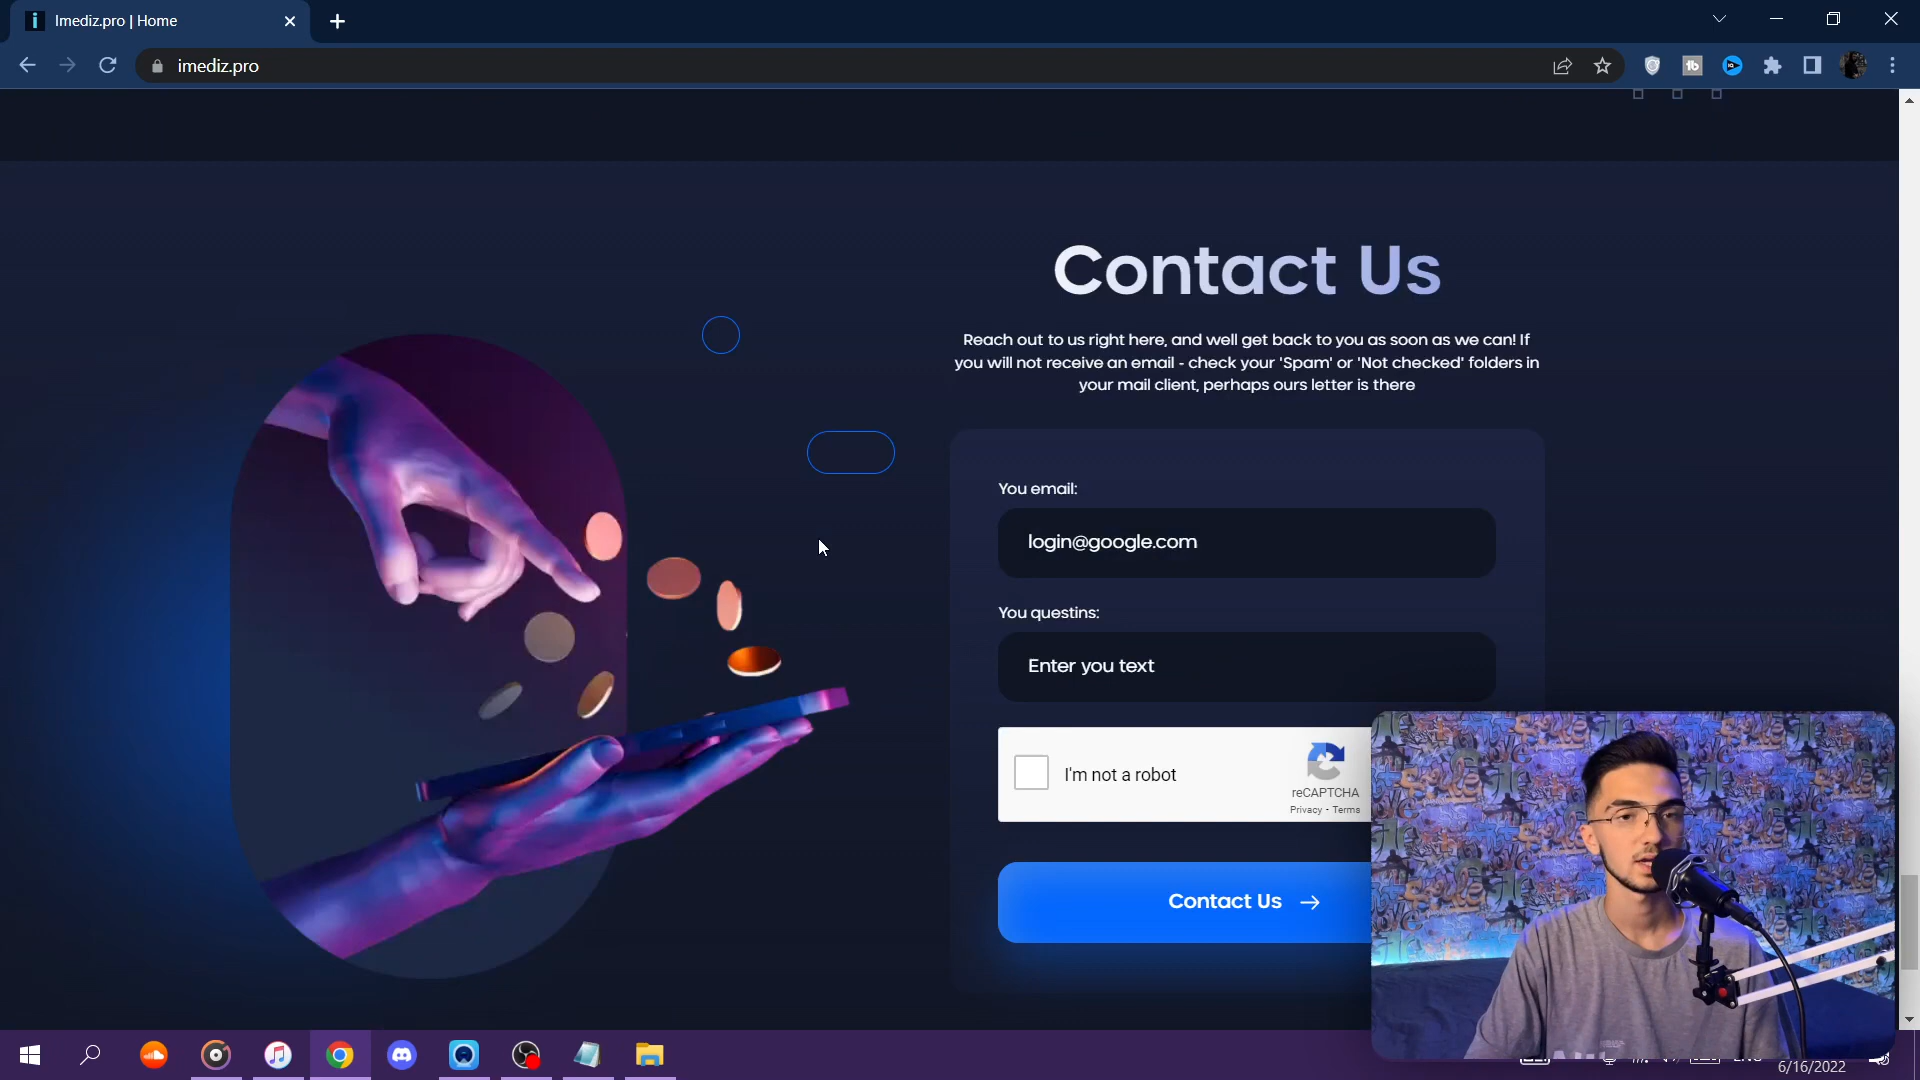 Imediz.pro | Home
imediz.pro
Contact Us
Reach out to us right here, and well get back to you as soon as we can! If
you will not receive an email - check your 'Spam' or 'Not checked' folders in
your mail client, perhaps ours letter is there
You email:
login@google.com
You questins:
Enter you text
I'm not a robot
reCAPTCHA
Privacy - Terms
Contact Us →
6/16/2022